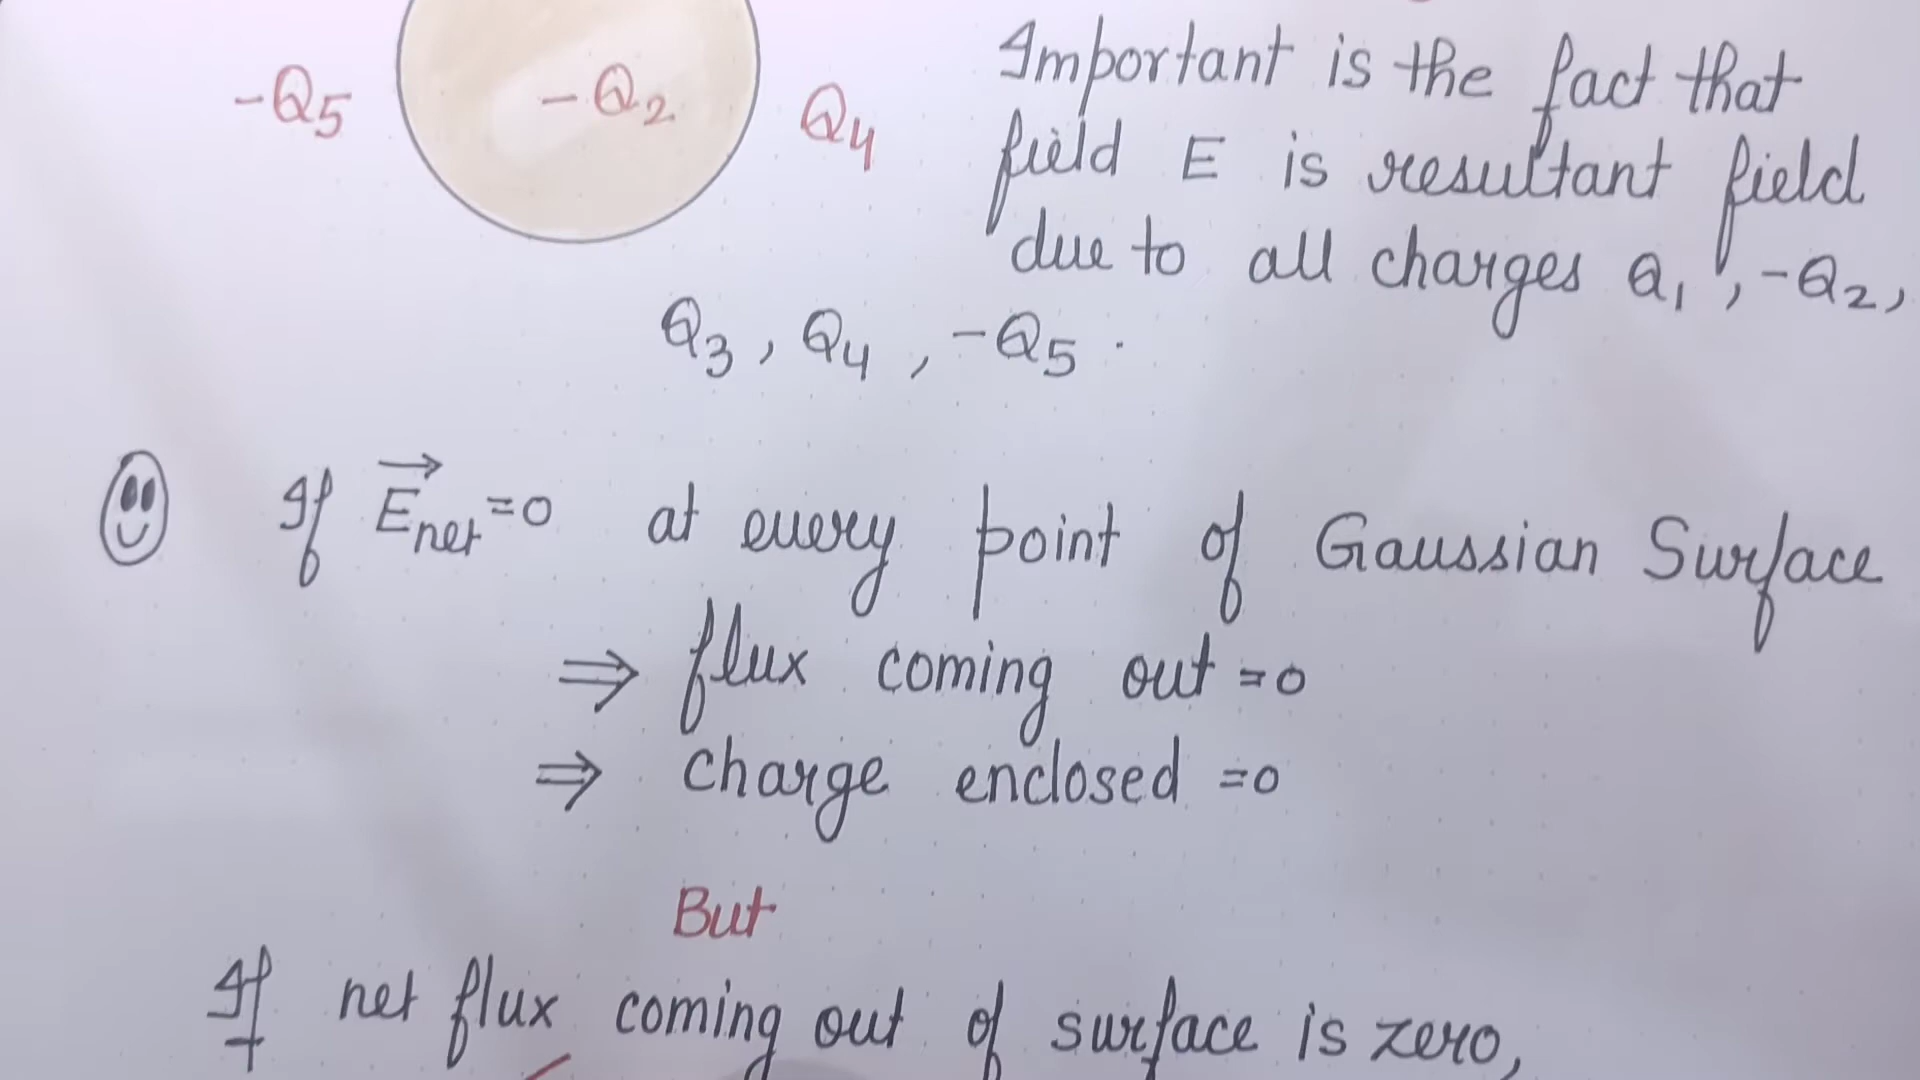 -Q5 -Q2 Q4
Important is the fact that
field E is resultant field
due to all charges Q1, -Q2,
Q3, Q4, -Q5.
If E⃗net=0 at every point of Gaussian Surface
⇒ flux coming out =0
⇒ charge enclosed =0
But
If net flux coming out of surface is zero,